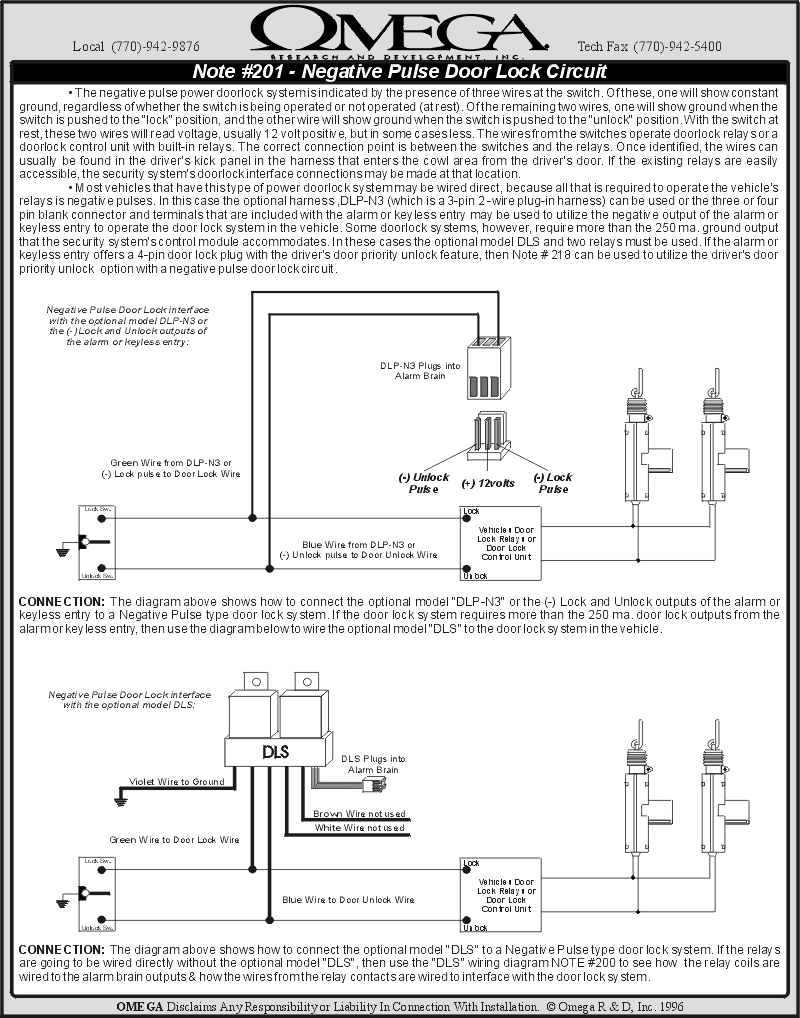 OMEGA
RESEARCH AND DEVELOPMENT, INC.
Local (770)-942-9876
Tech Fax (770)-942-5400
Note #201 - Negative Pulse Door Lock Circuit
• The negative pulse power doorlock system is indicated by the presence of three wires at the switch. Of these, one will show constant
ground, regardless of whether the switch is being operated or not operated (at rest). Of the remaining two wires, one will show ground when the
switch is pushed to the "lock" position, and the other wire will show ground when the switch is pushed to the "unlock" position. With the switch at
rest, these two wires will read voltage, usually 12 volt positive, but in some cases less. The wires from the switches operate doorlock relays or a
doorlock control unit with built-in relays. The correct connection point is between the switches and the relays. Once identified, the wires can
usually be found in the driver's kick panel in the harness that enters the cowl area from the driver's door. If the existing relays are easily
accessible, the security system's doorlock interface connections may be made at that location.
• Most vehicles that have this type of power doorlock system may be wired direct, because all that is required to operate the vehicle's
relays is negative pulses. In this case the optional harness ,DLP-N3 (which is a 3-pin 2-wire plug-in harness) can be used or the three or four
pin blank connector and terminals that are included with the alarm or keyless entry may be used to utilize the negative output of the alarm or
keyless entry to operate the door lock system in the vehicle. Some doorlock systems, however, require more than the 250 ma. ground output
that the security system's control module accommodates. In these cases the optional model DLS and two relays must be used. If the alarm or
keyless entry offers a 4-pin door lock plug with the driver's door priority unlock feature, then Note # 218 can be used to utilize the driver's door
priority unlock option with a negative pulse door lock circuit.
Negative Pulse Door Lock interface
with the optional model DLP-N3 or
the (-) Lock and Unlock outputs of
the alarm or keyless entry:
DLP-N3 Plugs into
Alarm Brain
Green Wire from DLP-N3 or
(-) Lock pulse to Door Lock Wire
(-) Unlock
Pulse
(+) 12volts
(-) Lock
Pulse
Lock Sw.
Unlock Sw.
Blue Wire from DLP-N3 or
(-) Unlock pulse to Door Unlock Wire
Lock
Vehicles Door
Lock Relays or
Door Lock
Control Unit
Unlock
CONNECTION: The diagram above shows how to connect the optional model "DLP-N3" or the (-) Lock and Unlock outputs of the alarm or
keyless entry to a Negative Pulse type door lock system. If the door lock system requires more than the 250 ma. door lock outputs from the
alarm or keyless entry, then use the diagram below to wire the optional model "DLS" to the door lock system in the vehicle.
Negative Pulse Door Lock interface
with the optional model DLS:
DLS
DLS Plugs into
Alarm Brain
Violet Wire to Ground
Brown Wire not used
White Wire not used
Green Wire to Door Lock Wire
Lock Sw.
Unlock Sw.
Blue Wire to Door Unlock Wire
Lock
Vehicles Door
Lock Relays or
Door Lock
Control Unit
Unlock
CONNECTION: The diagram above shows how to connect the optional model "DLS" to a Negative Pulse type door lock system. If the relays
are going to be wired directly without the optional model "DLS", then use the "DLS" wiring diagram NOTE #200 to see how the relay coils are
wired to the alarm brain outputs & how the wires from the relay contacts are wired to interface with the door lock system.
OMEGA Disclaims Any Responsibility or Liability In Connection With Installation. © Omega R & D, Inc. 1996